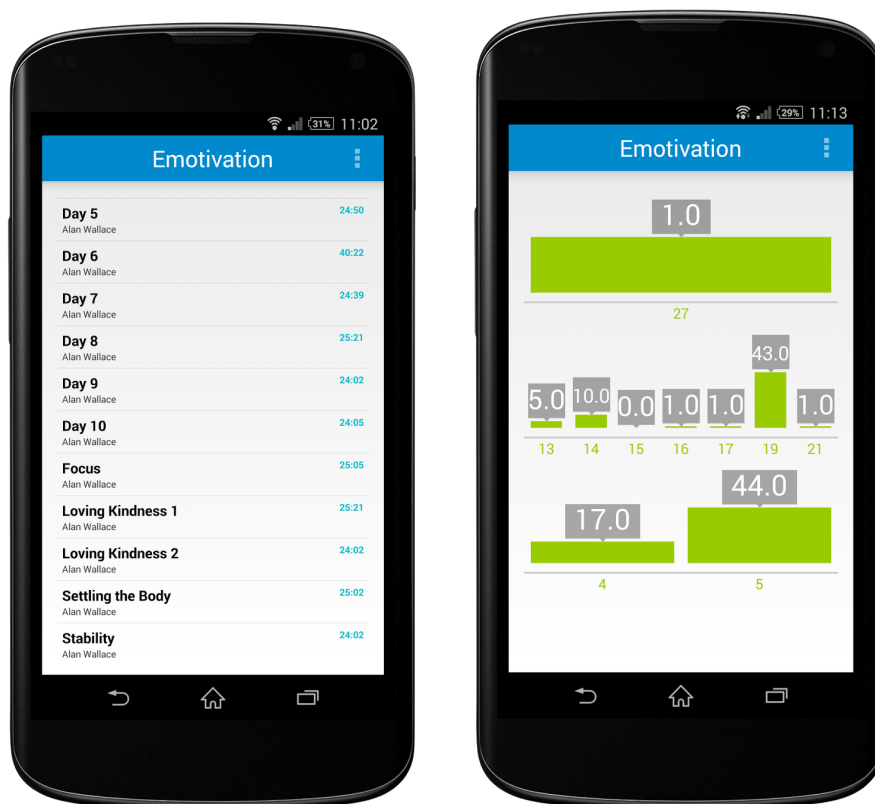 31% 11:02
Emotivation
Day 5 24:50
Alan Wallace
Day 6 40:22
Alan Wallace
Day 7 24:39
Alan Wallace
Day 8 25:21
Alan Wallace
Day 9 24:02
Alan Wallace
Day 10 24:05
Alan Wallace
Focus 25:05
Alan Wallace
Loving Kindness 1 25:21
Alan Wallace
Loving Kindness 2 24:02
Alan Wallace
Settling the Body 25:02
Alan Wallace
Stability 24:02
Alan Wallace
29% 11:13
Emotivation
1.0
27
43.0
5.0 10.0 0.0 1.0 1.0 1.0
13 14 15 16 17 19 21
44.0
17.0
4 5